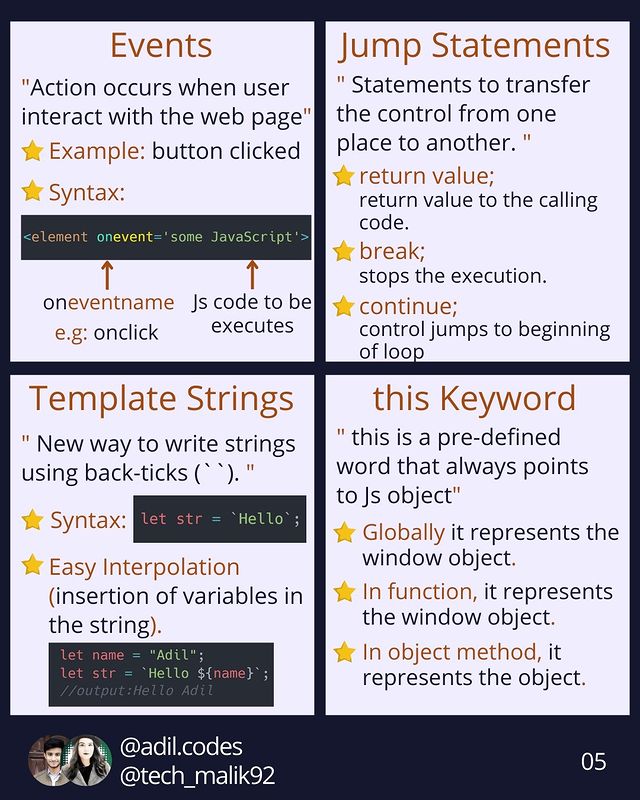 Events
"Action occurs when user
interact with the web page"
Example: button clicked
Syntax:
<element onevent='some JavaScript'>
oneventname
e.g: onclick
Js code to be
executes
Jump Statements
" Statements to transfer
the control from one
place to another. "
return value;
return value to the calling
code.
break;
stops the execution.
continue;
control jumps to beginning
of loop
Template Strings
" New way to write strings
using back-ticks (``). "
Syntax:
let str = `Hello`;
Easy Interpolation
(insertion of variables in
the string).
let name = "Adil";
let str = `Hello ${name}`;
//output:Hello Adil
this Keyword
" this is a pre-defined
word that always points
to Js object"
Globally it represents the
window object.
In function, it represents
the window object.
In object method, it
represents the object.
@adil.codes
@tech_malik92
05